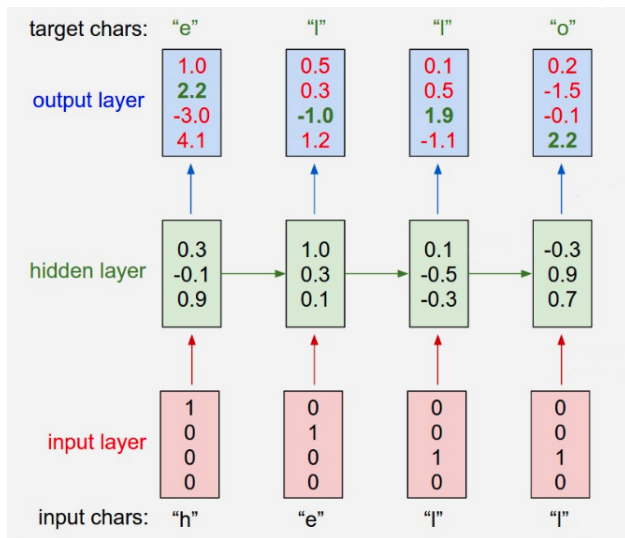 target chars: “e” “l” “l” “o”
output layer
1.0 0.5 0.1 0.2
2.2 0.3 0.5 -1.5
-3.0 -1.0 1.9 -0.1
4.1 1.2 -1.1 2.2
hidden layer
0.3 1.0 0.1 -0.3
-0.1 0.3 -0.5 0.9
0.9 0.1 -0.3 0.7
input layer
1 0 0 0
0 1 0 0
0 0 1 1
0 0 0 0
input chars: “h” “e” “l” “l”